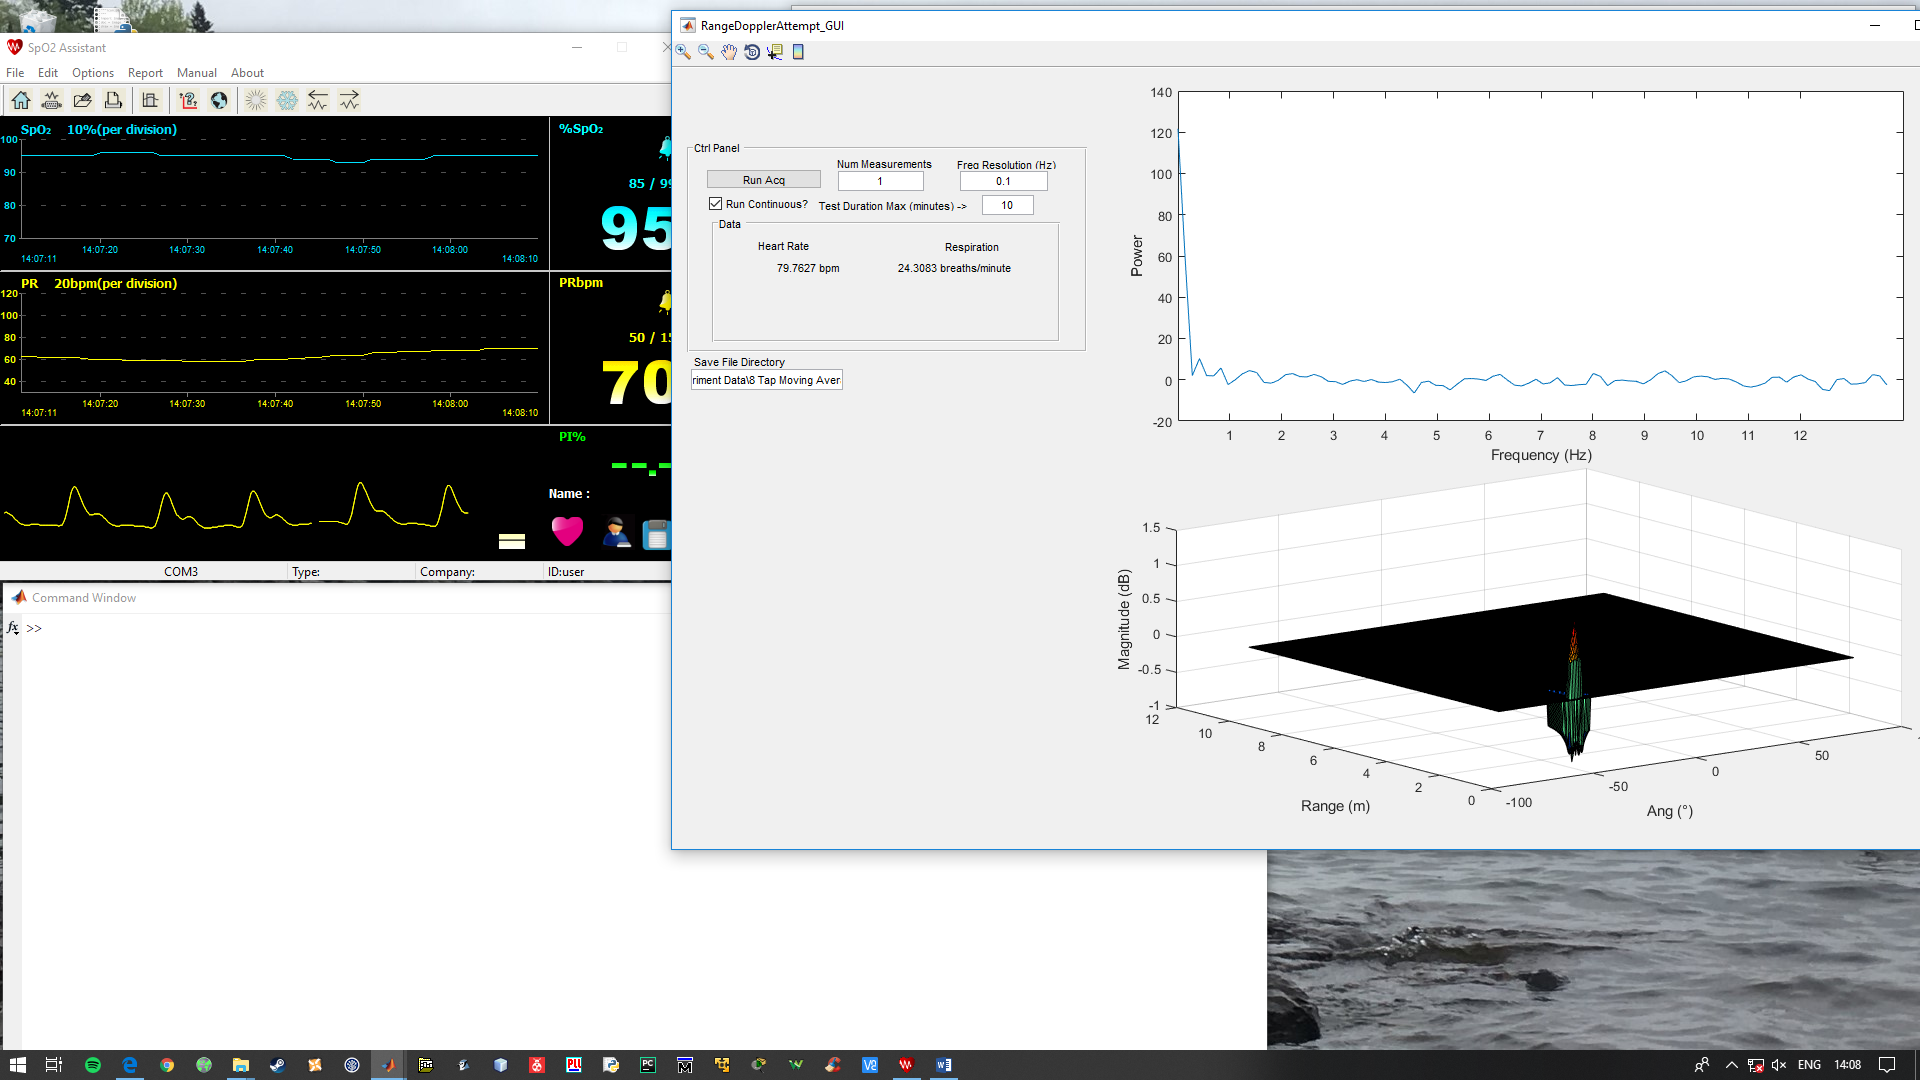 SpO2 Assistant
File Edit Options Report Manual About
SpO₂ 10%(per division)
100
90
80
70
14:07:11 14:07:20 14:07:30 14:07:40 14:07:50 14:08:00 14:08:10
%SpO₂
85 / 99
95
PR 20bpm(per division)
120
100
80
60
40
14:07:11 14:07:20 14:07:30 14:07:40 14:07:50 14:08:00 14:08:10
PRbpm
50 / 15
70
PI%
--.-
Name :
COM3 Type: Company: ID:user
Command Window
fx >>
RangeDopplerAttempt_GUI
Ctrl Panel
Run Acq
Num Measurements
1
Freq Resolution (Hz)
0.1
Run Continuous?
Test Duration Max (minutes) ->
10
Data
Heart Rate Respiration
79.7627 bpm 24.3083 breaths/minute
Save File Directory
riment Data\8 Tap Moving Aver
140
120
100
80
60
40
20
0
-20
Power
1 2 3 4 5 6 7 8 9 10 11 12
Frequency (Hz)
1.5
1
0.5
0
-0.5
-1
Magnitude (dB)
12 10 8 6 4 2 0
Range (m)
-100 -50 0 50
Ang (°)
PC
ENG 14:08